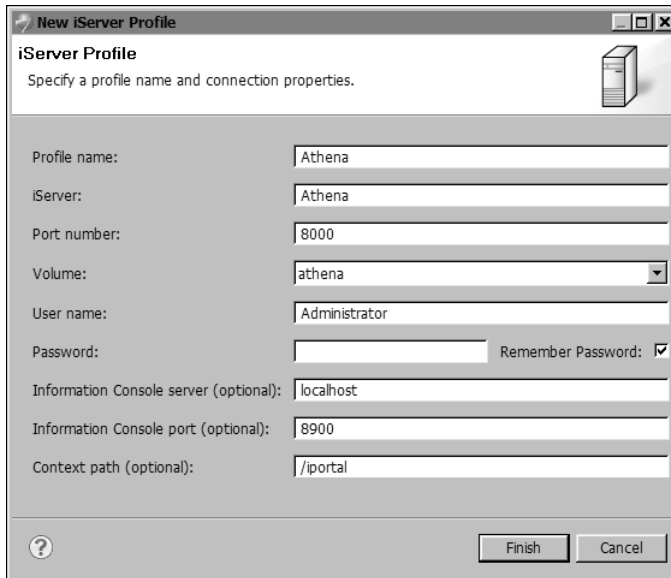 New iServer Profile
iServer Profile
Specify a profile name and connection properties.
Profile name: Athena
iServer: Athena
Port number: 8000
Volume: athena
User name: Administrator
Password: Remember Password:
Information Console server (optional): localhost
Information Console port (optional): 8900
Context path (optional): /iportal
? Finish Cancel